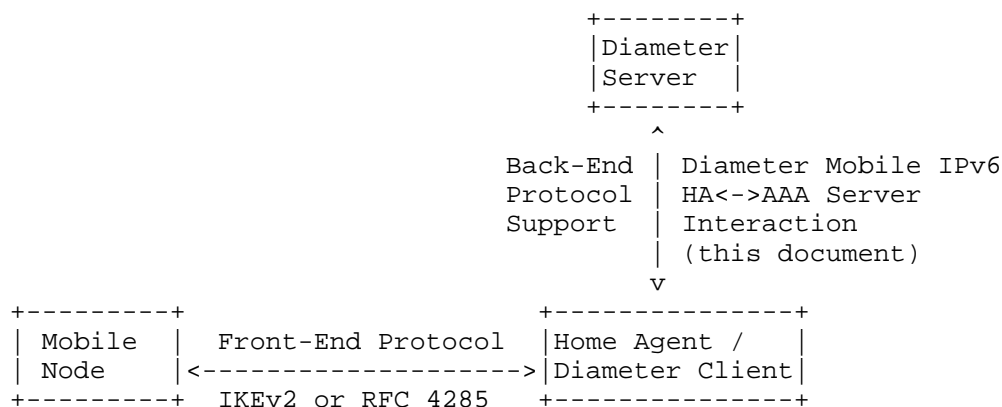 Diameter
Server
Back-End | Diameter Mobile IPv6
Protocol | HA<->AAA Server
Support | Interaction
| (this document)
Mobile Front-End Protocol Home Agent /
Node <--------------------> Diameter Client
IKEv2 or RFC 4285